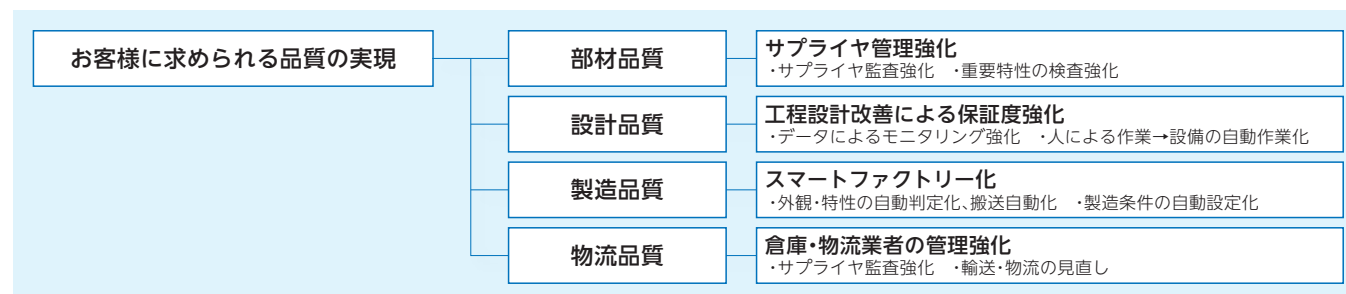 お客様に求められる品質の実現
部材品質
サプライヤ管理強化
・サプライヤ監査強化　・重要特性の検査強化
設計品質
工程設計改善による保証度強化
・データによるモニタリング強化　・人による作業→設備の自動作業化
製造品質
スマートファクトリー化
・外観・特性の自動判定化、搬送自動化　・製造条件の自動設定化
物流品質
倉庫・物流業者の管理強化
・サプライヤ監査強化　・輸送・物流の見直し